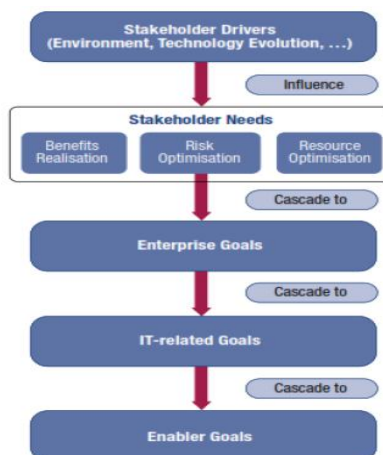 Stakeholder Drivers
(Environment, Technology Evolution, …)
Influence
Stakeholder Needs
Benefits
Realisation
Risk
Optimisation
Resource
Optimisation
Cascade to
Enterprise Goals
Cascade to
IT-related Goals
Cascade to
Enabler Goals